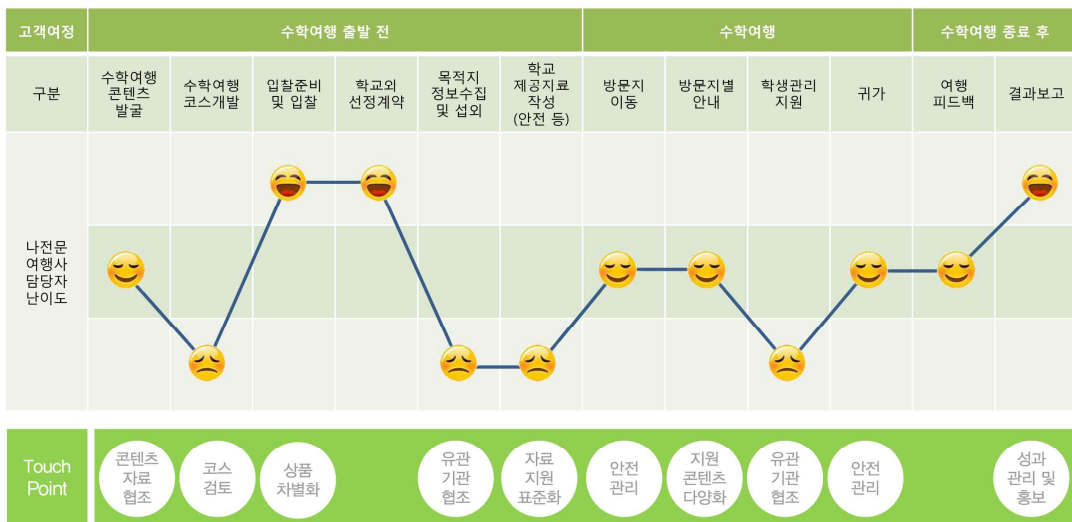 고객여정
수학여행 출발 전
수학여행
수학여행 종료 후
구분
수학여행
콘텐츠
발굴
수학여행
코스개발
입찰준비
및 입찰
학교외
선정계약
목적지
정보수집
및 섭외
학교
제공지료
작성
(안전 등)
방문지
이동
방문지별
안내
학생관리
지원
귀가
여행
피드백
결과보고
나전문
여행사
담당자
난이도
Touch
Point
콘텐츠
자료
협조
코스
검토
상품
차별화
유관
기관
협조
자료
지원
표준화
안전
관리
지원
콘텐츠
다양화
유관
기관
협조
안전
관리
성과
관리 및
홍보